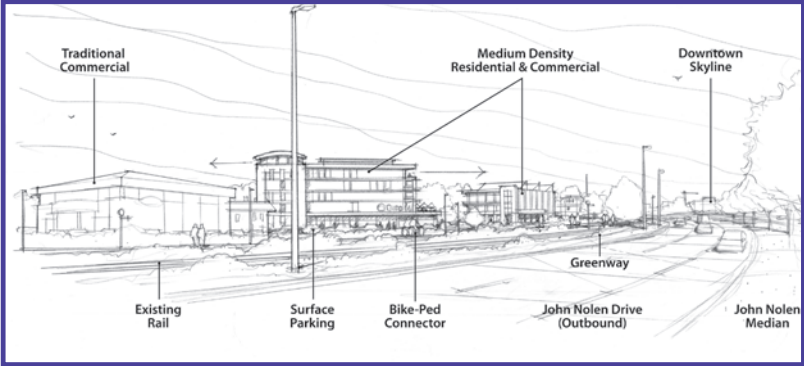 Traditional
Commercial
Medium Density
Residential & Commercial
Downtown
Skyline
Greenway
Existing
Rail
Surface
Parking
Bike-Ped
Connector
John Nolen Drive
(Outbound)
John Nolen
Median